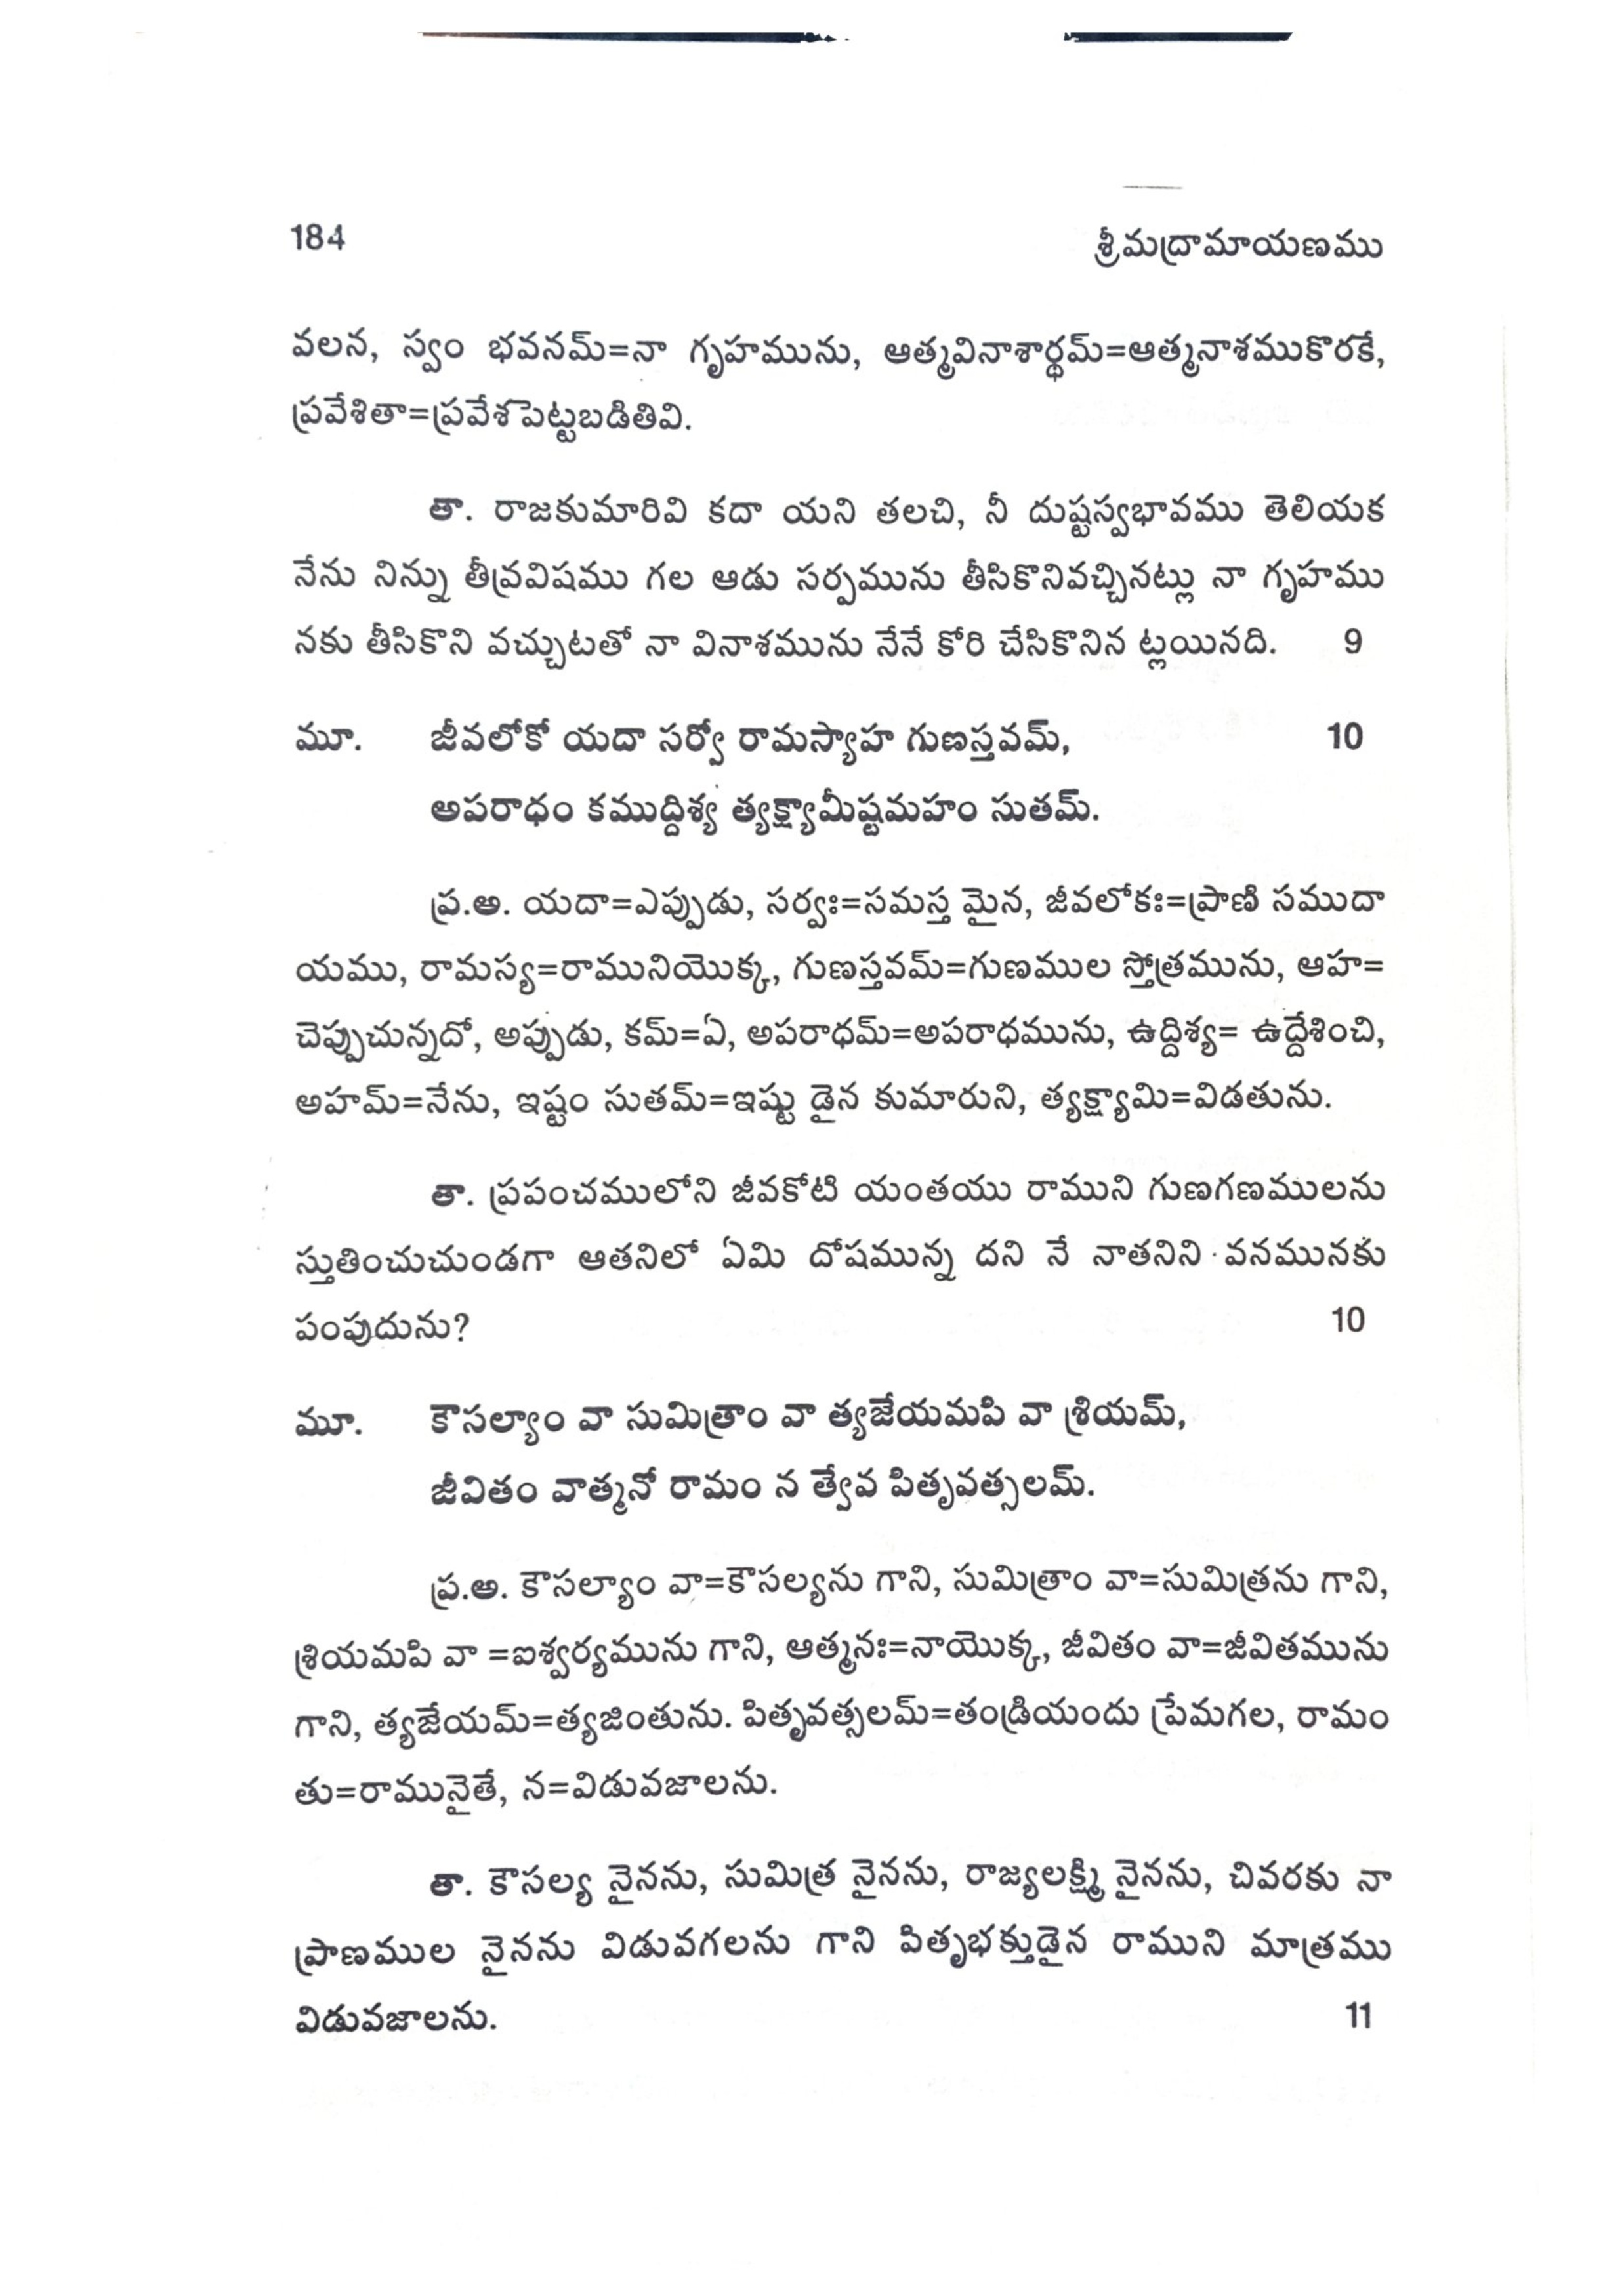 184 శ్రీమద్రామాయణము
వలన, స్వం భవనమ్=నా గృహమును, ఆత్మవినాశార్థమ్=ఆత్మనాశముకొరకే,
ప్రవేశితా=ప్రవేశపెట్టబడితివి.
తా. రాజకుమారివి కదా యని తలచి, నీ దుష్టస్వభావము తెలియక
నేను నిన్ను తీవ్రవిషము గల ఆడు సర్పమును తీసికొనివచ్చినట్లు నా గృహము
నకు తీసికొని వచ్చుటతో నా వినాశమును నేనే కోరి చేసికొనిన ట్లయినది. 9
మూ. జీవలోకో యదా సర్వో రామస్యాహ గుణస్తవమ్, 10
అపరాధం కముద్దిశ్య త్యక్ష్యామీష్టమహం సుతమ్.
ప్ర.అ. యదా=ఎప్పుడు, సర్వః=సమస్త మైన, జీవలోకః=ప్రాణి సముదా
యము, రామస్య=రామునియొక్క, గుణస్తవమ్=గుణముల స్తోత్రమును, ఆహ=
చెప్పుచున్నదో, అప్పుడు, కమ్=ఏ, అపరాధమ్=అపరాధమును, ఉద్దిశ్య= ఉద్దేశించి,
అహమ్=నేను, ఇష్టం సుతమ్=ఇష్టు డైన కుమారుని, త్యక్ష్యామి=విడతును.
తా. ప్రపంచములోని జీవకోటి యంతయు రాముని గుణగణములను
స్తుతించుచుండగా ఆతనిలో ఏమి దోషమున్న దని నే నాతనిని వనమునకు
పంపుదును? 10
మూ. కౌసల్యాం వా సుమిత్రాం వా త్యజేయమపి వా శ్రియమ్,
జీవితం వాత్మనో రామం న త్వేవ పితృవత్సలమ్.
ప్ర.అ. కౌసల్యాం వా=కౌసల్యను గాని, సుమిత్రాం వా=సుమిత్రను గాని,
శ్రియమపి వా =ఐశ్వర్యమును గాని, ఆత్మనః=నాయొక్క, జీవితం వా=జీవితమును
గాని, త్యజేయమ్=త్యజింతును. పితృవత్సలమ్=తండ్రియందు ప్రేమగల, రామం
తు=రామునైతే, న=విడువజాలను.
తా. కౌసల్య నైనను, సుమిత్ర నైనను, రాజ్యలక్ష్మి నైనను, చివరకు నా
ప్రాణముల నైనను విడువగలను గాని పితృభక్తుడైన రాముని మాత్రము
విడువజాలను. 11